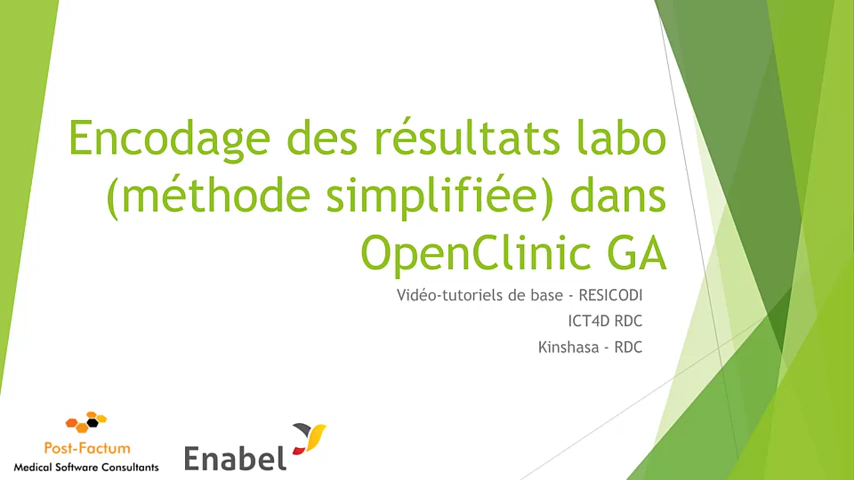 Encodage des résultats labo
(méthode simplifiée) dans
OpenClinic GA
Vidéo-tutoriels de base - RESICODI
ICT4D RDC
Kinshasa - RDC
Post-Factum
Medical Software Consultants
Enabel